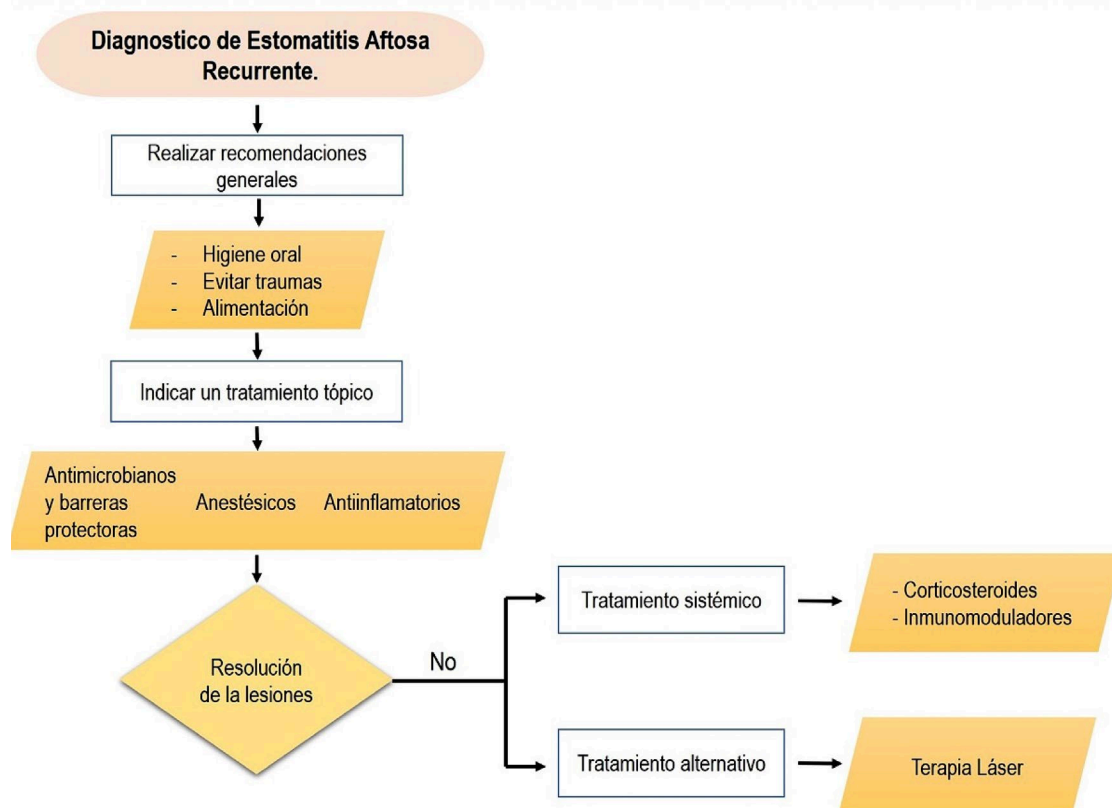 Diagnostico de Estomatitis Aftosa
Recurrente.
Realizar recomendaciones
generales
- Higiene oral
- Evitar traumas
- Alimentación
Indicar un tratamiento tópico
Antimicrobianos
y barreras
protectoras
Anestésicos
Antiinflamatorios
Resolución
de la lesiones
No
Tratamiento sistémico
- Corticosteroides
- Inmunomoduladores
Tratamiento alternativo
Terapia Láser